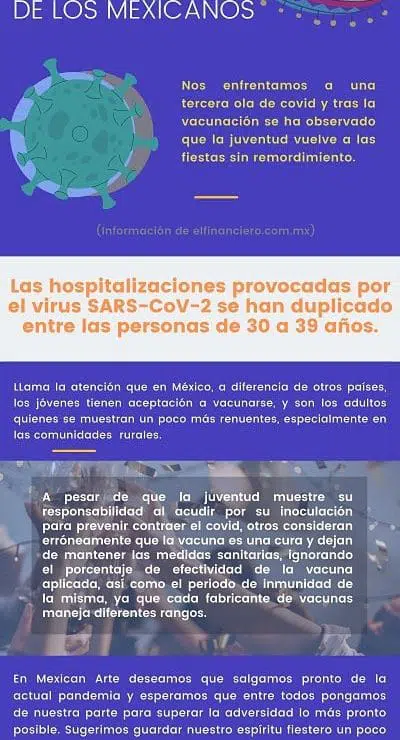 DE LOS MEXICANOS
Nos enfrentamos a una
tercera ola de covid y tras la
vacunación se ha observado
que la juventud vuelve a las
fiestas sin remordimiento.
(Información de elfinanciero.com.mx)
Las hospitalizaciones provocadas por
el virus SARS-CoV-2 se han duplicado
entre las personas de 30 a 39 años.
LLama la atención que en México, a diferencia de otros países,
los jóvenes tienen aceptación a vacunarse, y son los adultos
quienes se muestran un poco más renuentes, especialmente en
las comunidades rurales.
A pesar de que la juventud muestre su
responsabilidad al acudir por su inoculación
para prevenir contraer el covid, otros consideran
erróneamente que la vacuna es una cura y dejan
de mantener las medidas sanitarias, ignorando
el porcentaje de efectividad de la vacuna
aplicada, así como el periodo de inmunidad de
la misma, ya que cada fabricante de vacunas
maneja diferentes rangos.
En Mexican Arte deseamos que salgamos pronto de la
actual pandemia y esperamos que entre todos pongamos
de nuestra parte para superar la adversidad lo más pronto
posible. Sugerimos guardar nuestro espíritu fiestero un poco